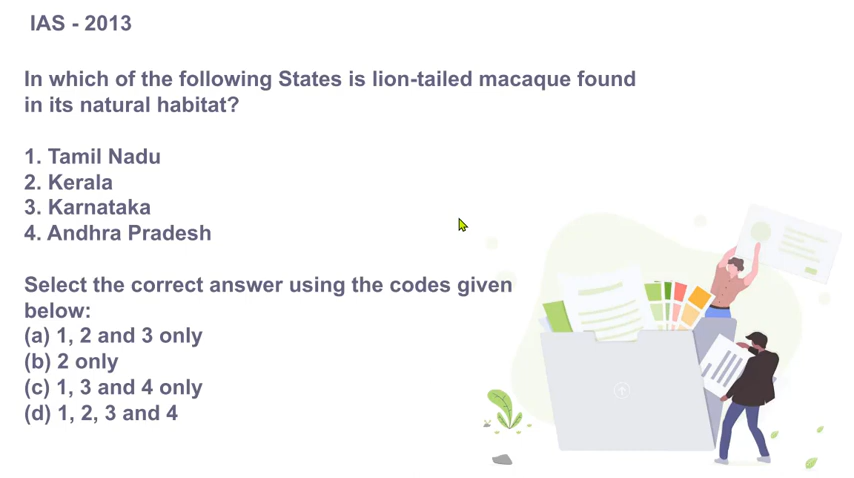 IAS - 2013
In which of the following States is lion-tailed macaque found
in its natural habitat?
1. Tamil Nadu
2. Kerala
3. Karnataka
4. Andhra Pradesh
Select the correct answer using the codes given
below:
(a) 1, 2 and 3 only
(b) 2 only
(c) 1, 3 and 4 only
(d) 1, 2, 3 and 4